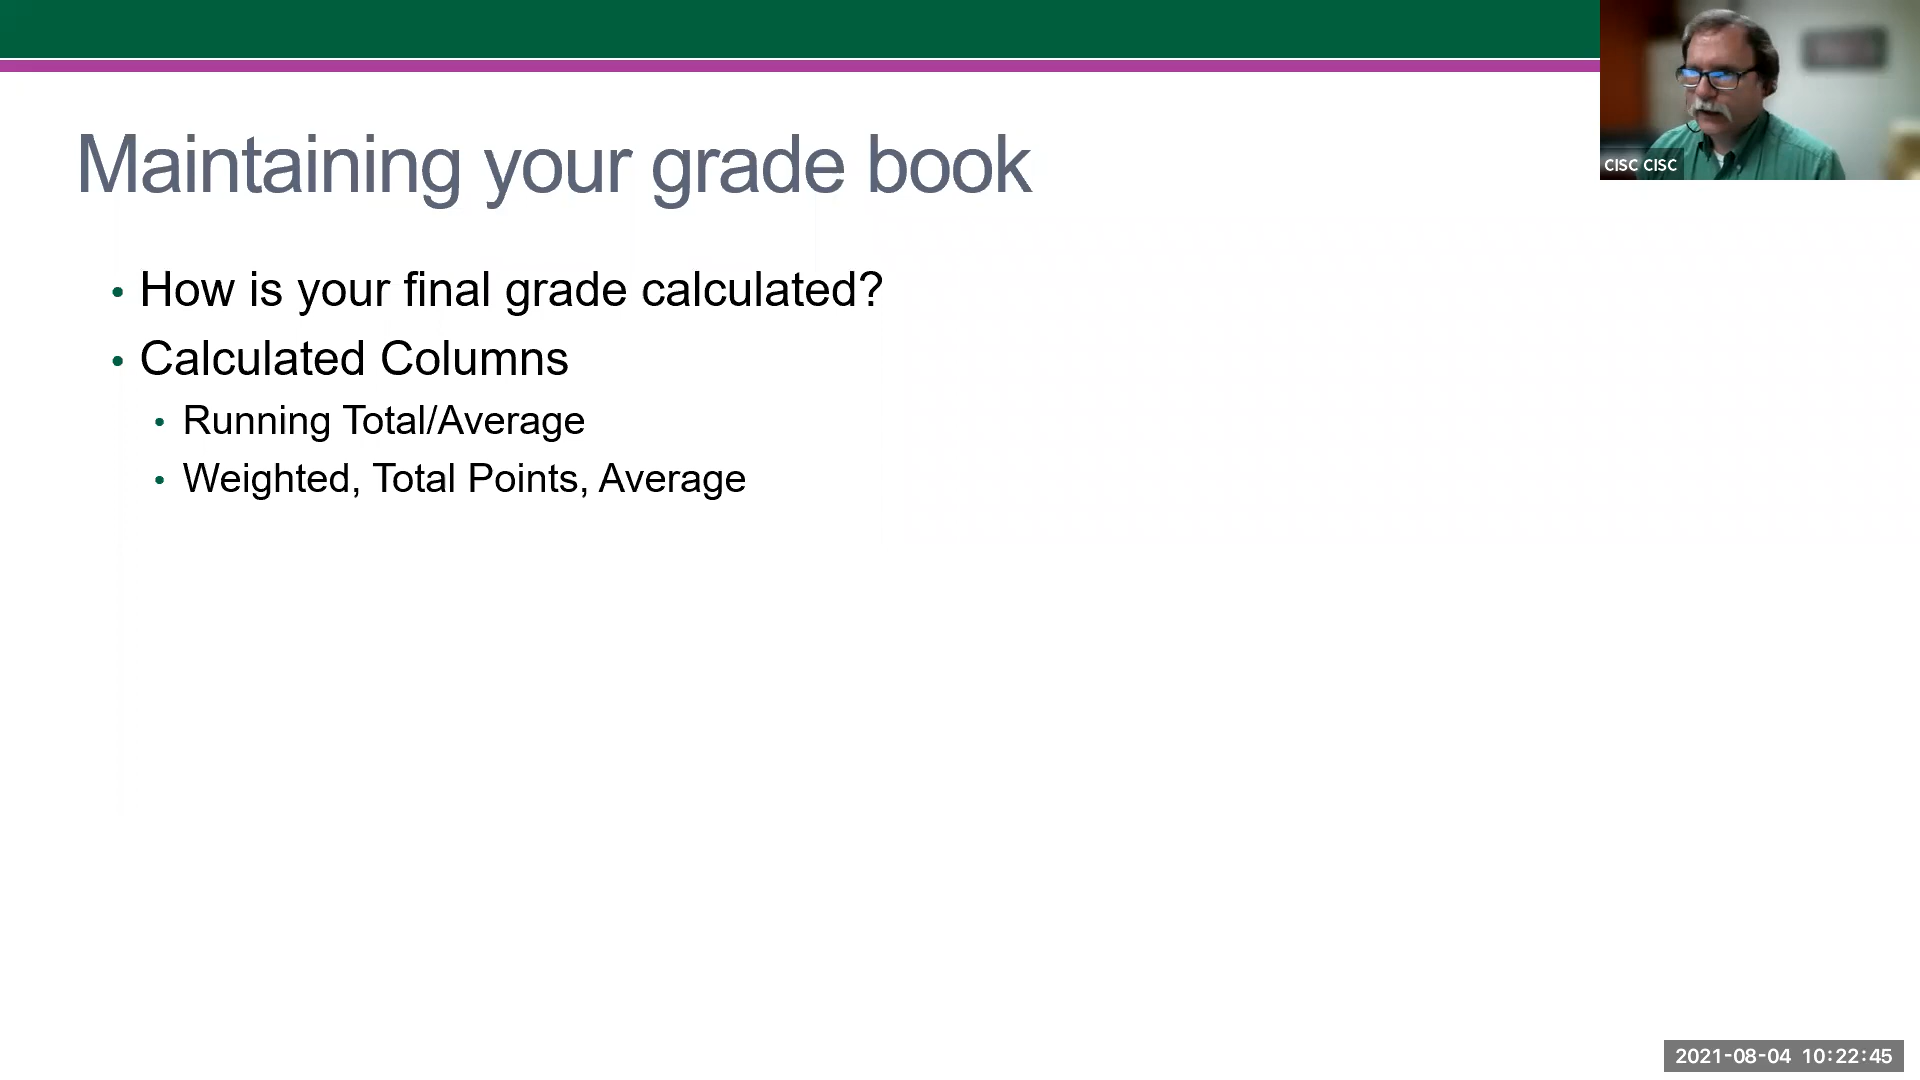 Maintaining your grade book
CISC CISC
• How is your final grade calculated?
• Calculated Columns
• Running Total/Average
• Weighted, Total Points, Average
2021-08-04 10:22:45